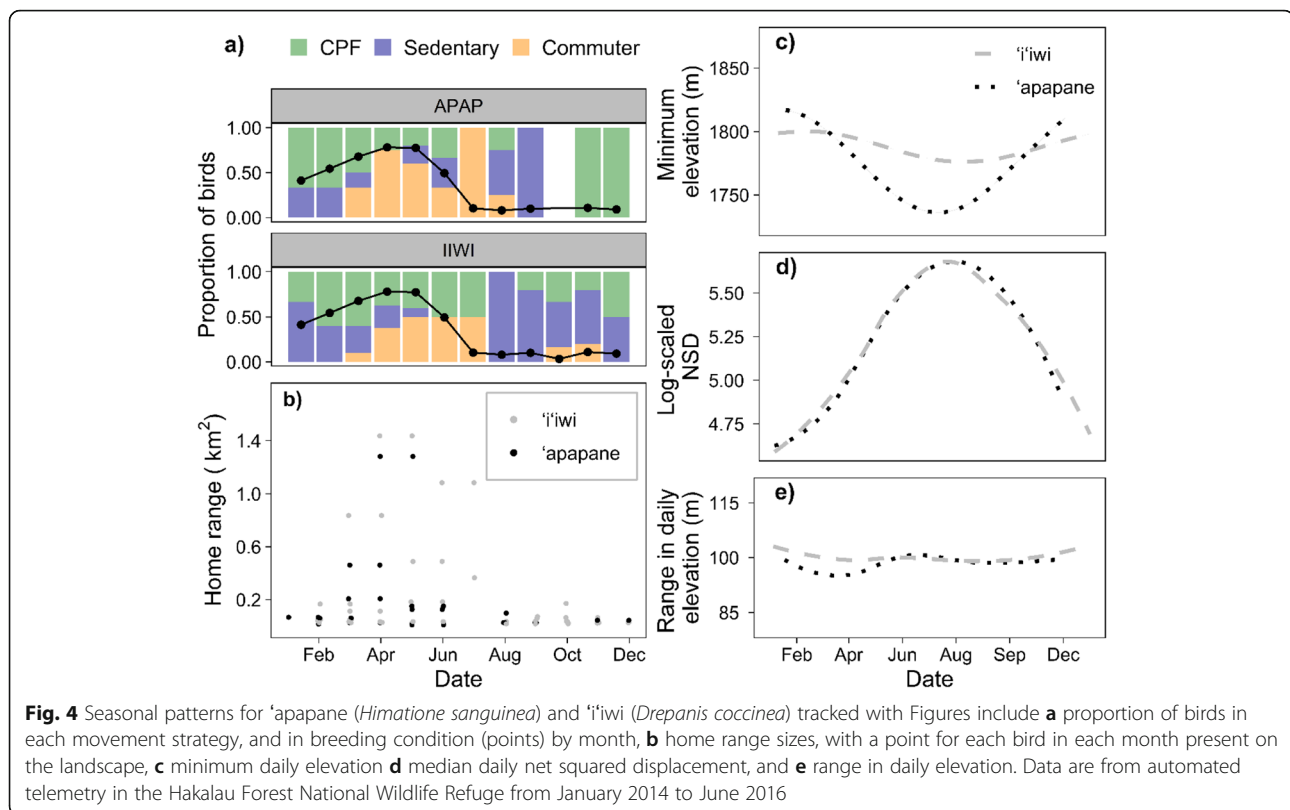 a) CPF Sedentary Commuter
APAP
1.00
0.50
0.00
IIWI
1.00
0.50
0.00
Proportion of birds
b)
'i'iwi
'apapane
1.4
1.0
0.6
0.2
Home range ( km²)
Feb Apr Jun Aug Oct Dec
Date
c)
'i'iwi
'apapane
1850
1800
1750
Minimum
elevation (m)
d)
5.50
5.25
5.00
4.75
Log-scaled
NSD
e)
115
100
85
Range in daily
elevation (m)
Feb Apr Jun Aug Sep Dec
Date
Fig. 4 Seasonal patterns for ʻapapane (Himatione sanguinea) and ʻiʻiwi (Drepanis coccinea) tracked with Figures include a proportion of birds in
each movement strategy, and in breeding condition (points) by month, b home range sizes, with a point for each bird in each month present on
the landscape, c minimum daily elevation d median daily net squared displacement, and e range in daily elevation. Data are from automated
telemetry in the Hakalau Forest National Wildlife Refuge from January 2014 to June 2016